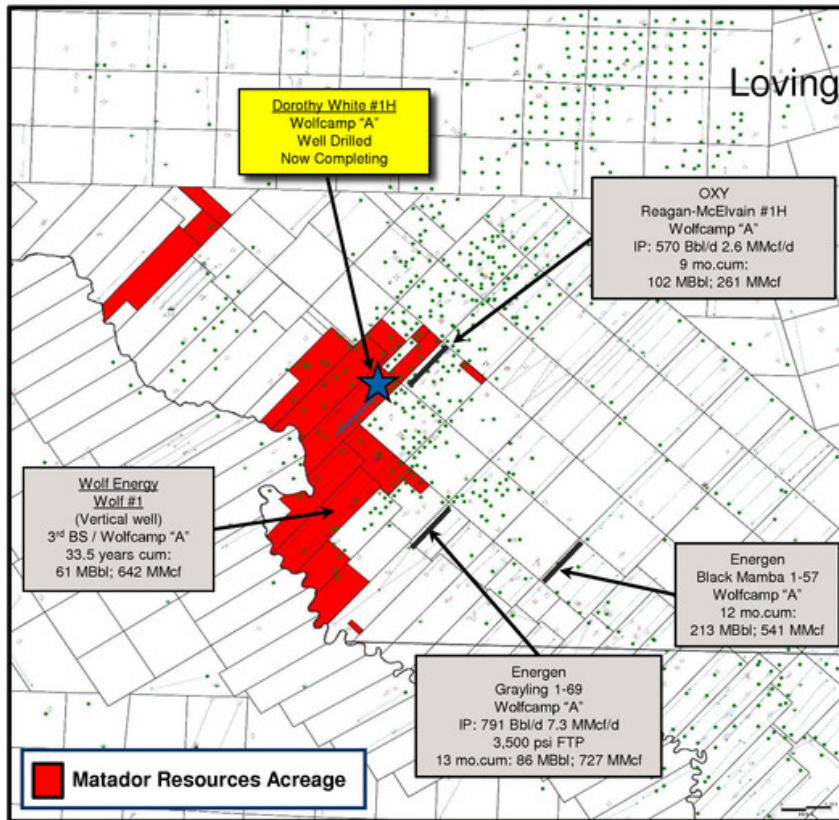 Loving
Dorothy White #1H
Wolfcamp "A"
Well Drilled
Now Completing
OXY
Reagan-McElvain #1H
Wolfcamp "A"
IP: 570 Bbl/d 2.6 MMcf/d
9 mo.cum:
102 MBbl; 261 MMcf
Wolf Energy
Wolf #1
(Vertical well)
3rd BS / Wolfcamp "A"
33.5 years cum:
61 MBbl; 642 MMcf
Energen
Black Mamba 1-57
Wolfcamp "A"
12 mo.cum:
213 MBbl; 541 MMcf
Energen
Grayling 1-69
Wolfcamp "A"
IP: 791 Bbl/d 7.3 MMcf/d
3,500 psi FTP
13 mo.cum: 86 MBbl; 727 MMcf
Matador Resources Acreage